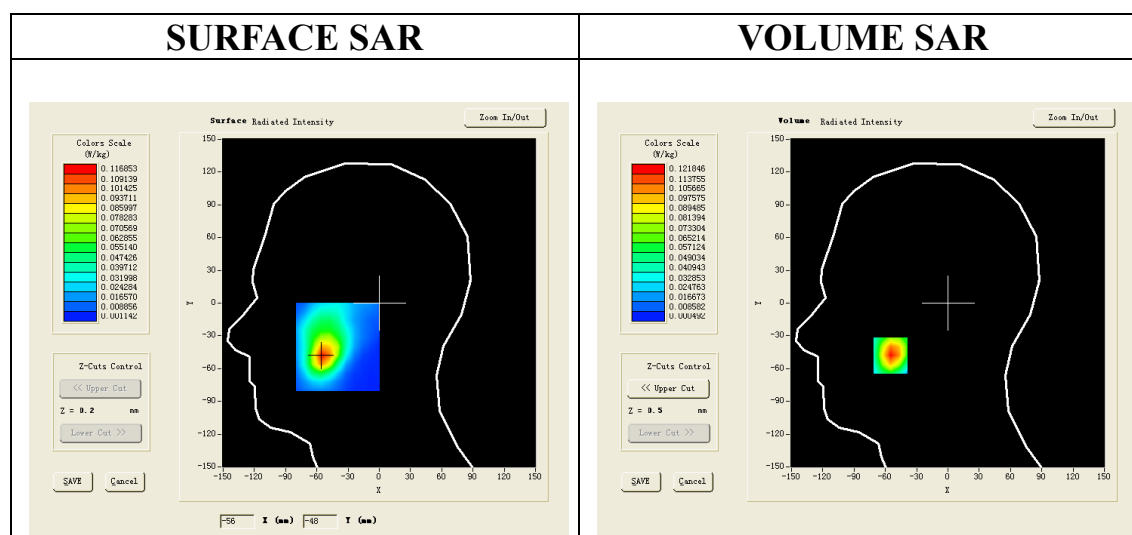 SURFACE SAR
VOLUME SAR
Surface Radiated Intensity
Zoom In/Out
Colors Scale
(W/kg)
0.116853
0.109139
0.101425
0.093711
0.085997
0.078283
0.070569
0.062855
0.055140
0.047426
0.039712
0.031998
0.024284
0.016570
0.008856
0.001142
Z-Cuts Control
<< Upper Cut
Z = 0.2 mm
Lower Cut >>
SAVE Cancel
150
120
90
60
30
0
-30
-60
-90
-120
-150
Y
-150 -120 -90 -60 -30 0 30 60 90 120 150
X
-56 X (mm) -48 Y (mm)
Volume Radiated Intensity
Zoom In/Out
Colors Scale
(W/kg)
0.121846
0.113755
0.105665
0.097575
0.089485
0.081394
0.073304
0.065214
0.057124
0.049034
0.040943
0.032853
0.024763
0.016673
0.008582
0.000492
Z-Cuts Control
<< Upper Cut
Z = 0.5 mm
Lower Cut >>
SAVE Cancel
150
120
90
60
30
0
-30
-60
-90
-120
-150
Y
-150 -120 -90 -60 -30 0 30 60 90 120 150
X